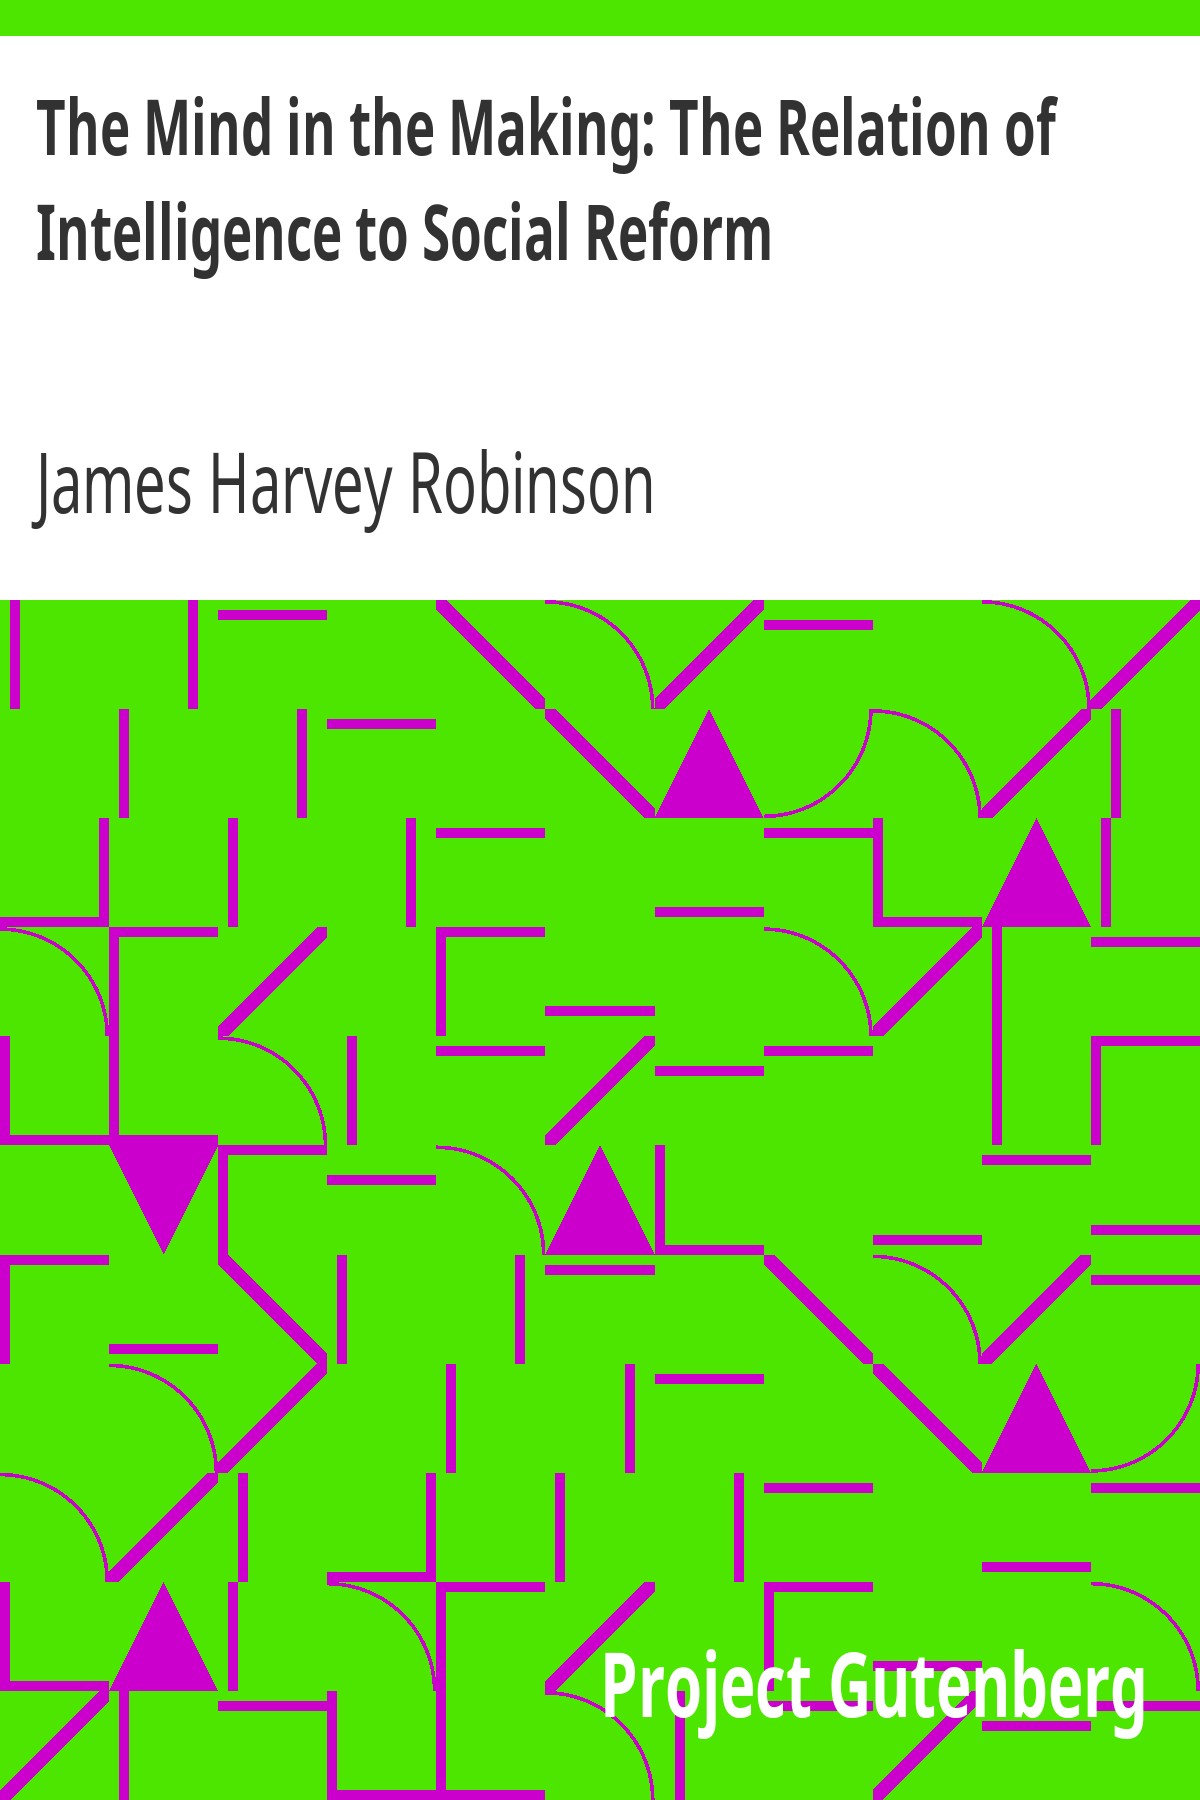 The Mind in the Making: The Relation of
Intelligence to Social Reform
James Harvey Robinson
Project Gutenberg